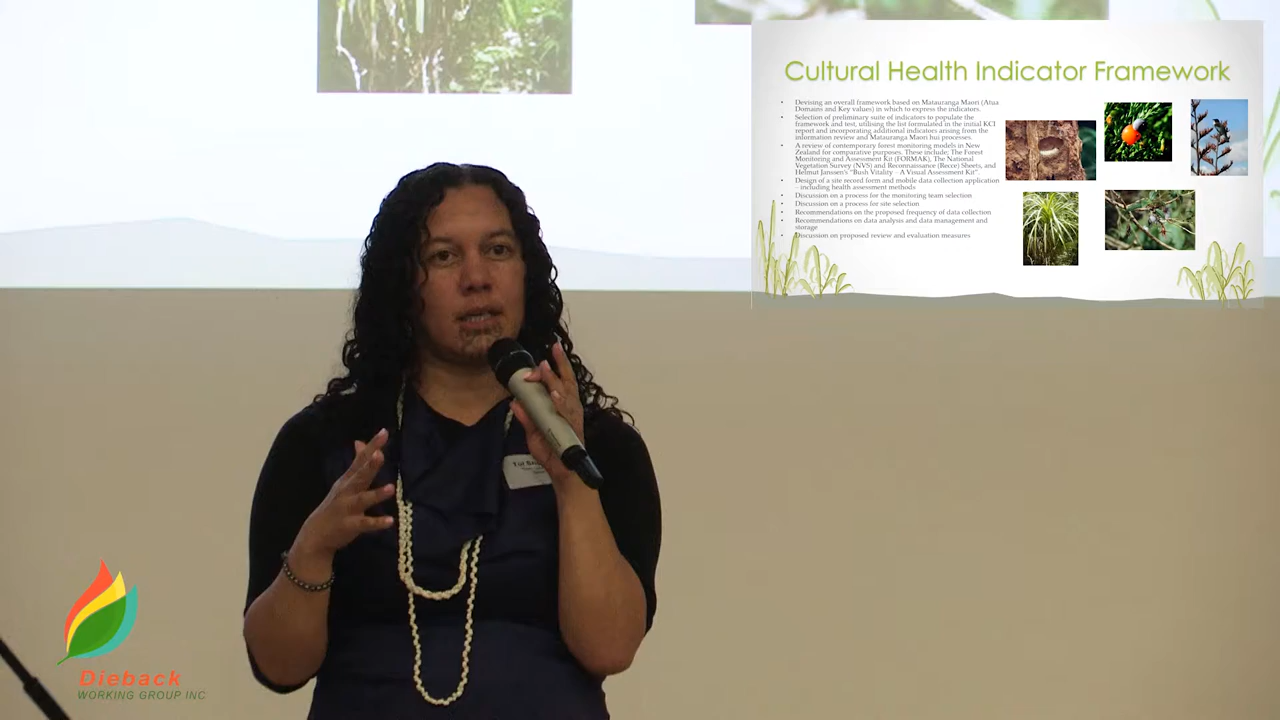 Cultural Health Indicator Framework
• Devising an overall framework based on Matauranga Maori (Atua
Domains and Key values) in which to express the indicators.
• Selection of preliminary suite of indicators to populate the
framework and test, utilising the list formulated in the initial KCI
report and incorporating additional indicators arising from the
information review and Matauranga Maori hui processes.
• A review of contemporary forest monitoring models in New
Zealand for comparative purposes. These include; The Forest
Monitoring and Assessment Kit (FORMAK), The National
Vegetation Survey (NVS) and Reconnaissance (Recce) Sheets, and
Helmut Janssen's "Bush Vitality – A Visual Assessment Kit".
• Design of a site record form and mobile data collection application
– including health assessment methods
• Discussion on a process for the monitoring team selection
• Discussion on a process for site selection
• Recommendations on the proposed frequency of data collection
• Recommendations on data analysis and data management and
storage
• Discussion on proposed review and evaluation measures
Dieback
WORKING GROUP INC